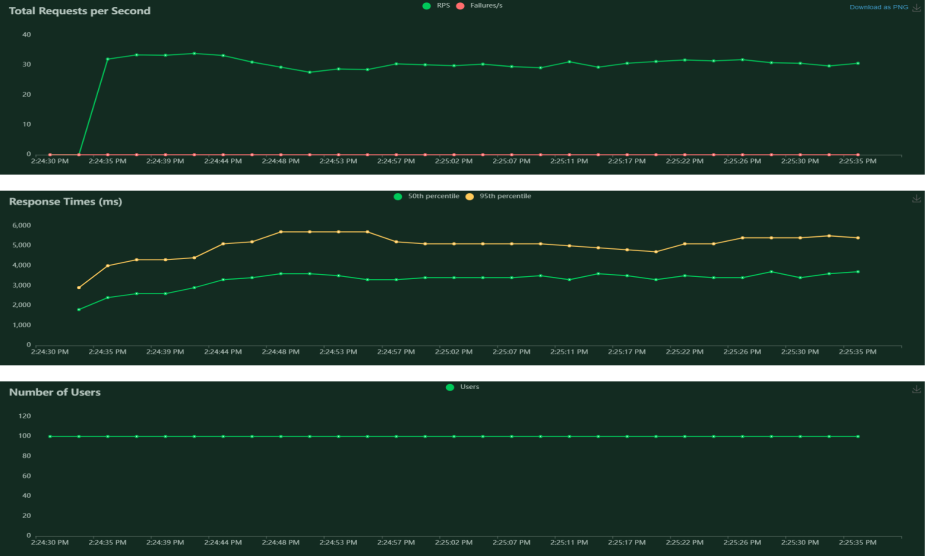 Total Requests per Second
RPS Failures/s
Download as PNG
40
30
20
10
0
2:24:30 PM 2:24:35 PM 2:24:39 PM 2:24:44 PM 2:24:48 PM 2:24:53 PM 2:24:57 PM 2:25:02 PM 2:25:07 PM 2:25:11 PM 2:25:17 PM 2:25:22 PM 2:25:26 PM 2:25:30 PM 2:25:35 PM
Response Times (ms)
50th percentile 95th percentile
6,000
5,000
4,000
3,000
2,000
1,000
0
2:24:30 PM 2:24:35 PM 2:24:39 PM 2:24:44 PM 2:24:48 PM 2:24:53 PM 2:24:57 PM 2:25:02 PM 2:25:07 PM 2:25:11 PM 2:25:17 PM 2:25:22 PM 2:25:26 PM 2:25:30 PM 2:25:35 PM
Number of Users
Users
120
100
80
60
40
20
0
2:24:30 PM 2:24:35 PM 2:24:39 PM 2:24:44 PM 2:24:48 PM 2:24:53 PM 2:24:57 PM 2:25:02 PM 2:25:07 PM 2:25:11 PM 2:25:17 PM 2:25:22 PM 2:25:26 PM 2:25:30 PM 2:25:35 PM